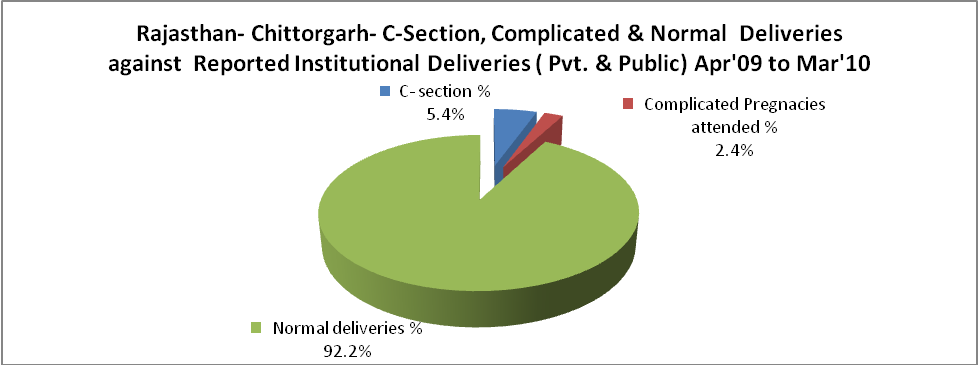 Rajasthan- Chittorgarh- C-Section, Complicated & Normal Deliveries
against Reported Institutional Deliveries ( Pvt. & Public) Apr'09 to Mar'10
C- section %
5.4%
Complicated Pregnacies
attended %
2.4%
Normal deliveries %
92.2%